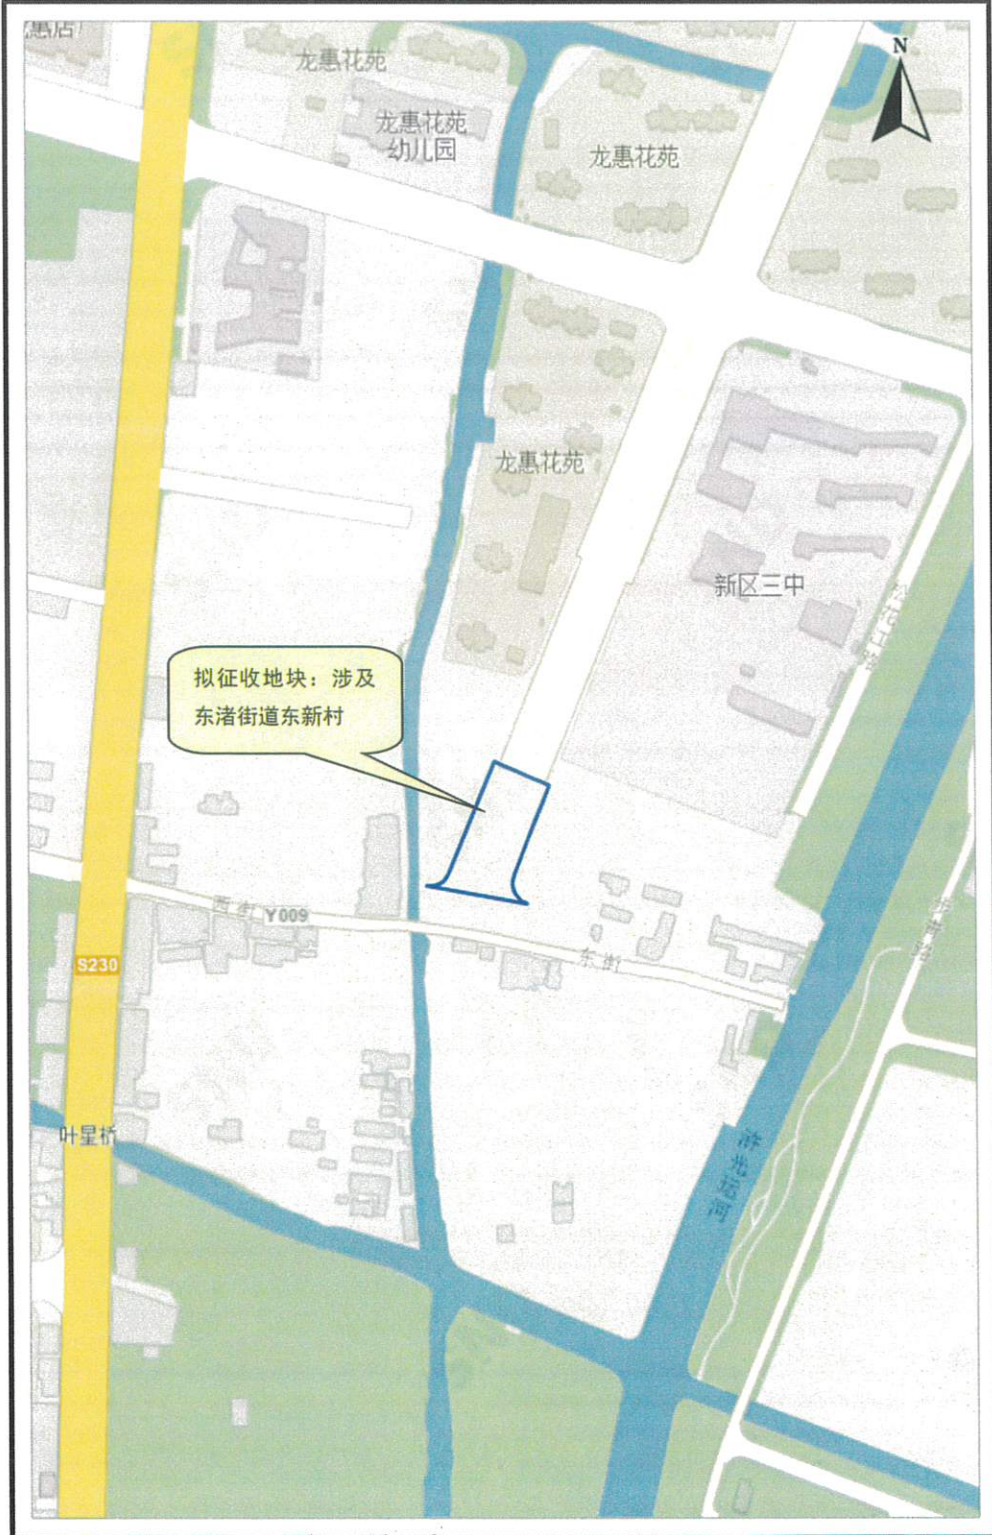 惠店
N
龙惠花苑
龙惠花苑
幼儿园
龙惠花苑
龙惠花苑
新区三中
拟征收地块：涉及
东渚街道东新村
西街
Y009
东街
S230
叶星桥
浒光运河